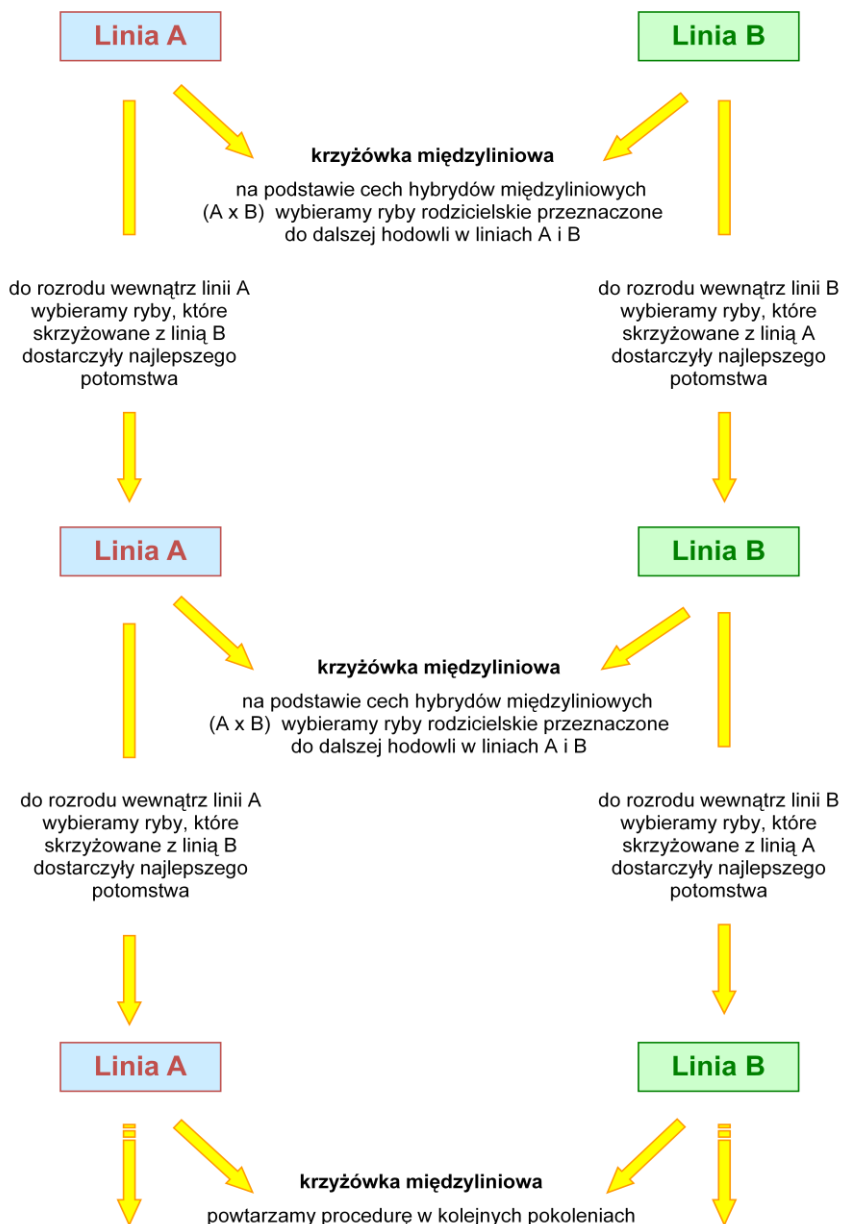 Linia A
Linia B
krzyżówka międzyliniowa
na podstawie cech hybrydów międzyliniowych
(A x B) wybieramy ryby rodzicielskie przeznaczone
do dalszej hodowli w liniach A i B
do rozrodu wewnątrz linii A
wybieramy ryby, które
skrzyżowane z linią B
dostarczyły najlepszego
potomstwa
do rozrodu wewnątrz linii B
wybieramy ryby, które
skrzyżowane z linią A
dostarczyły najlepszego
potomstwa
Linia A
Linia B
krzyżówka międzyliniowa
na podstawie cech hybrydów międzyliniowych
(A x B) wybieramy ryby rodzicielskie przeznaczone
do dalszej hodowli w liniach A i B
do rozrodu wewnątrz linii A
wybieramy ryby, które
skrzyżowane z linią B
dostarczyły najlepszego
potomstwa
do rozrodu wewnątrz linii B
wybieramy ryby, które
skrzyżowane z linią A
dostarczyły najlepszego
potomstwa
Linia A
Linia B
krzyżówka międzyliniowa
powtarzamy procedurę w kolejnych pokoleniach